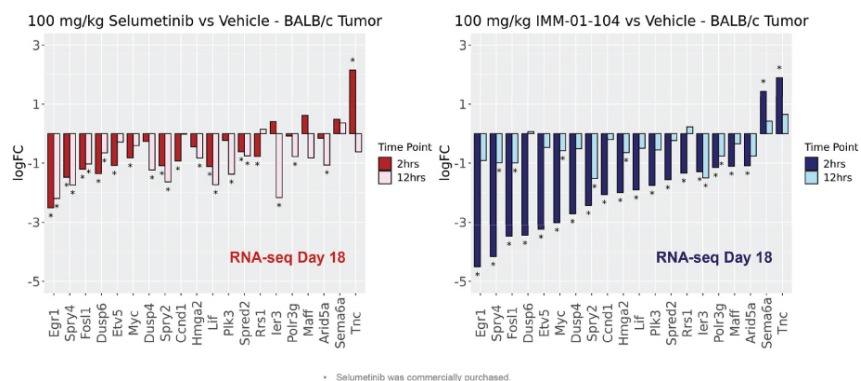 100 mg/kg Selumetinib vs Vehicle - BALB/c Tumor
3
1
-1
-3
-5
logFC
Time Point
2hrs
12hrs
RNA-seq Day 18
Egr1
Spry4
Fosl1
Dusp6
Etv5
Myc
Dusp4
Spry2
Ccnd1
Hmga2
Lif
Plk3
Spred2
Rrs1
Ier3
Polr3g
Maff
Arid5a
Sema6a
Tnc
100 mg/kg IMM-01-104 vs Vehicle - BALB/c Tumor
3
1
-1
-3
-5
logFC
Time Point
2hrs
12hrs
RNA-seq Day 18
Egr1
Spry4
Fosl1
Dusp6
Etv5
Myc
Dusp4
Spry2
Ccnd1
Hmga2
Lif
Plk3
Spred2
Rrs1
Ier3
Polr3g
Maff
Arid5a
Sema6a
Tnc
• Selumetinib was commercially purchased.